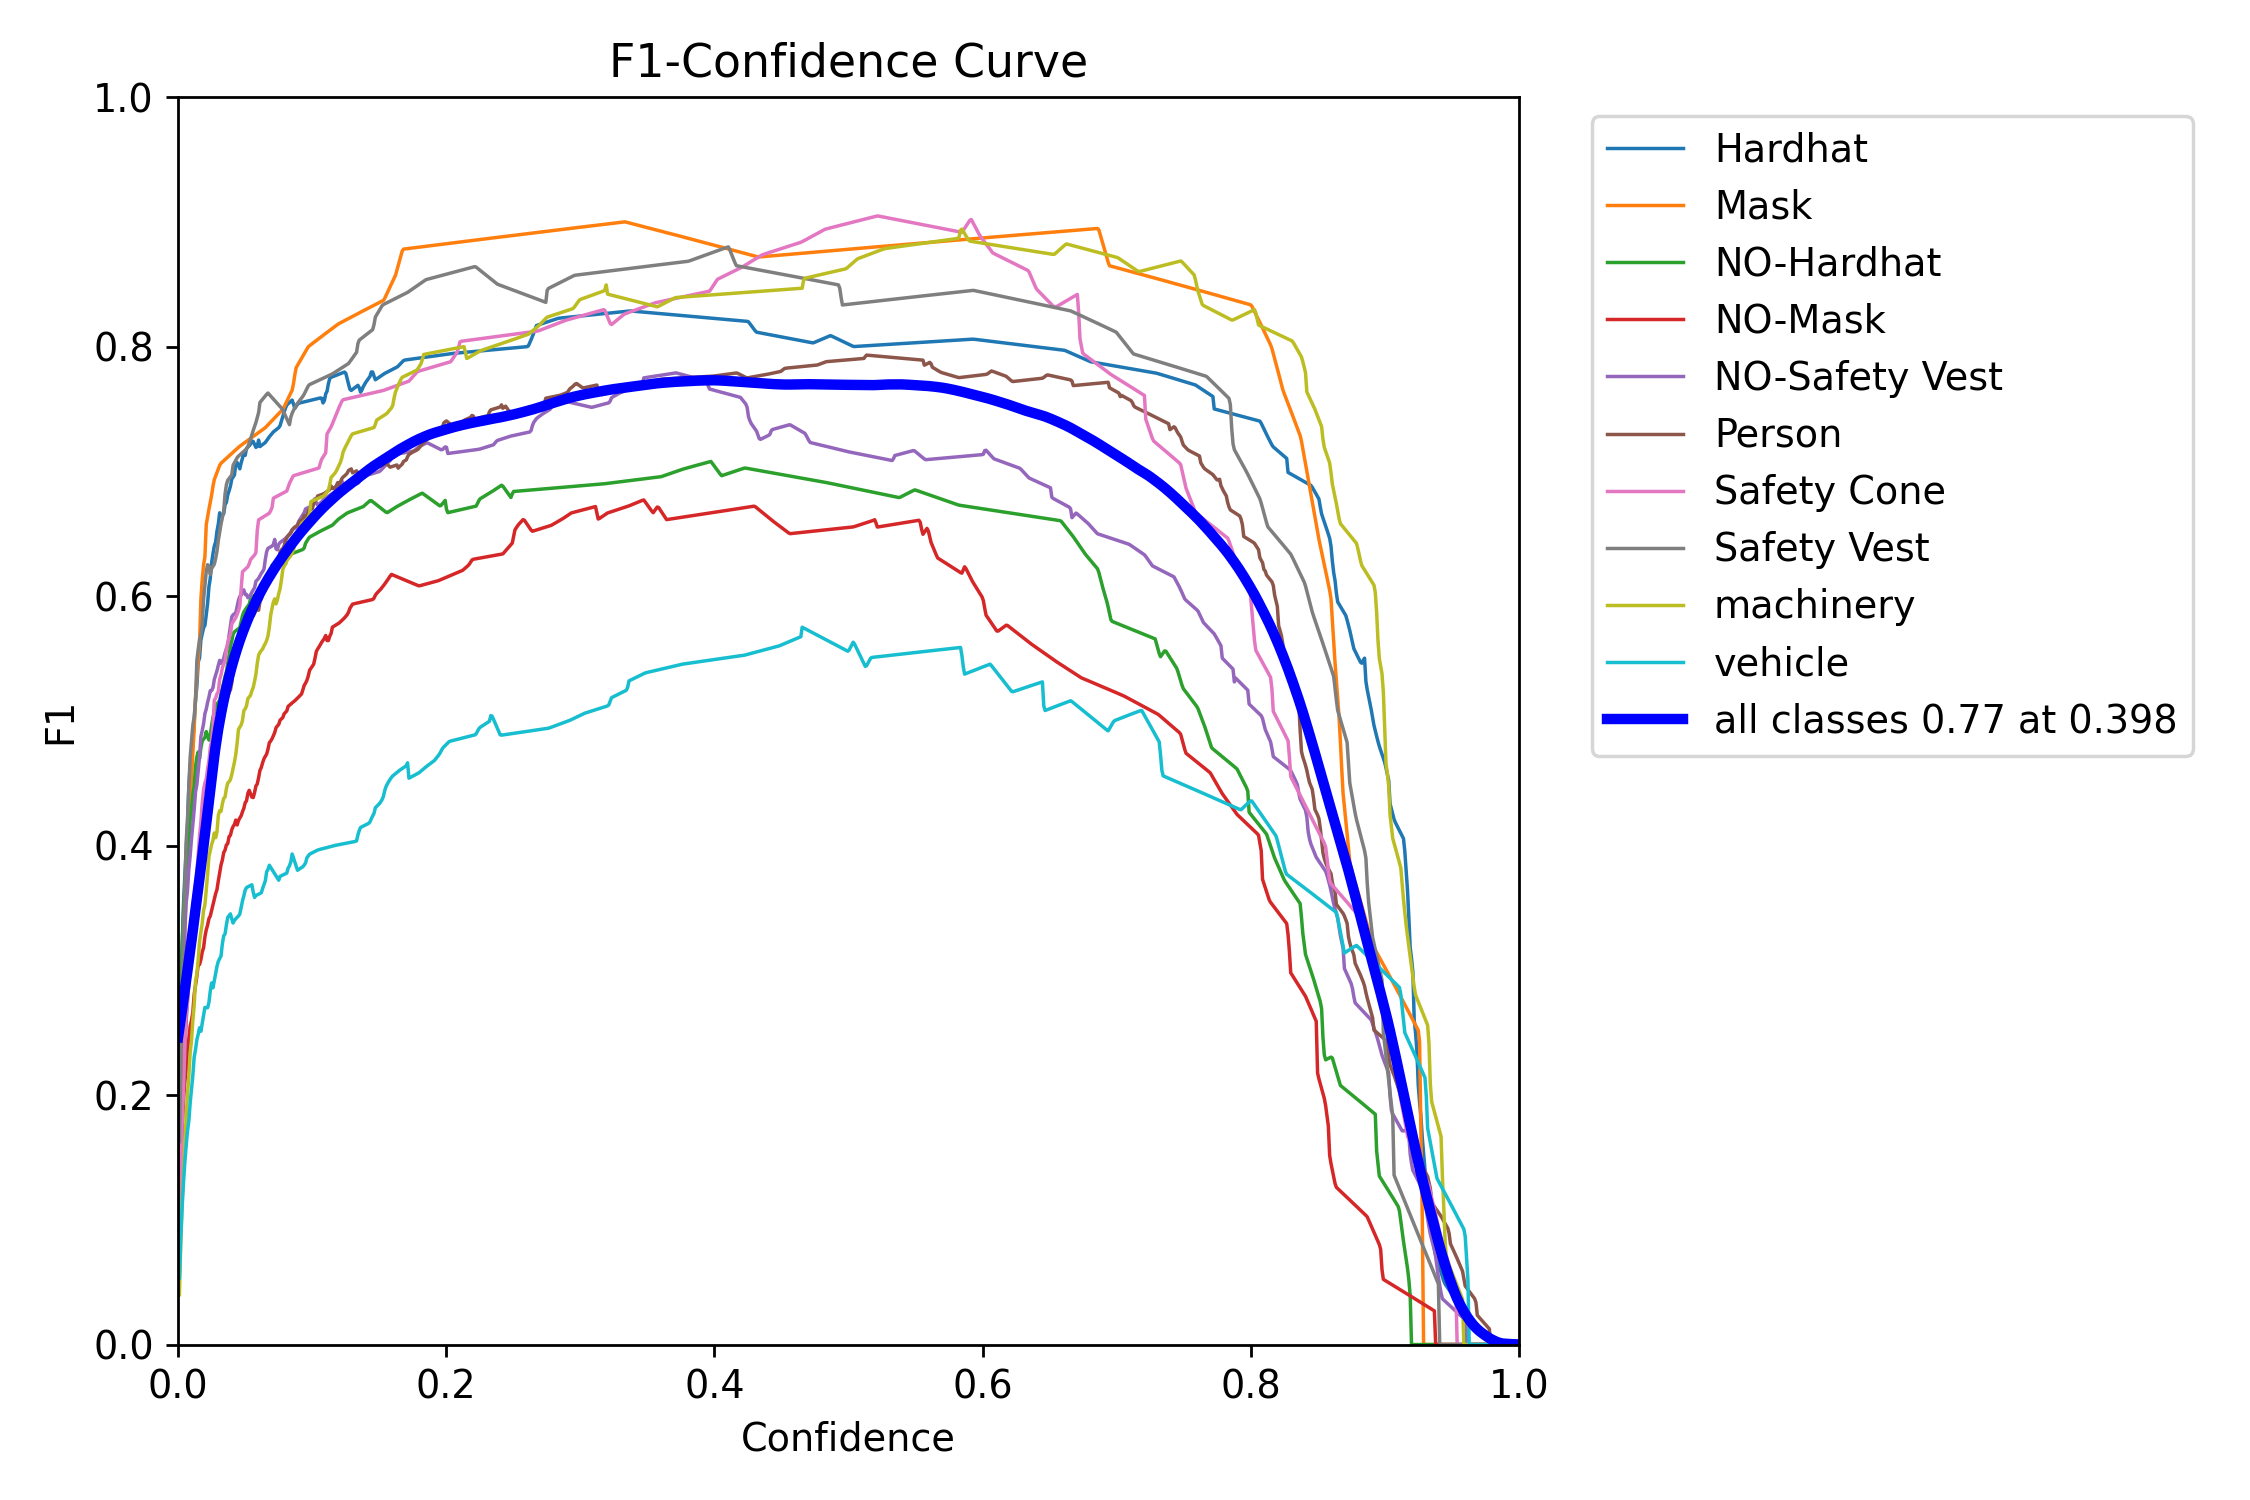 F1-Confidence Curve
1.0
0.8
0.6
0.4
0.2
0.0
F1
0.0 0.2 0.4 0.6 0.8 1.0
Confidence
Hardhat
Mask
NO-Hardhat
NO-Mask
NO-Safety Vest
Person
Safety Cone
Safety Vest
machinery
vehicle
all classes 0.77 at 0.398